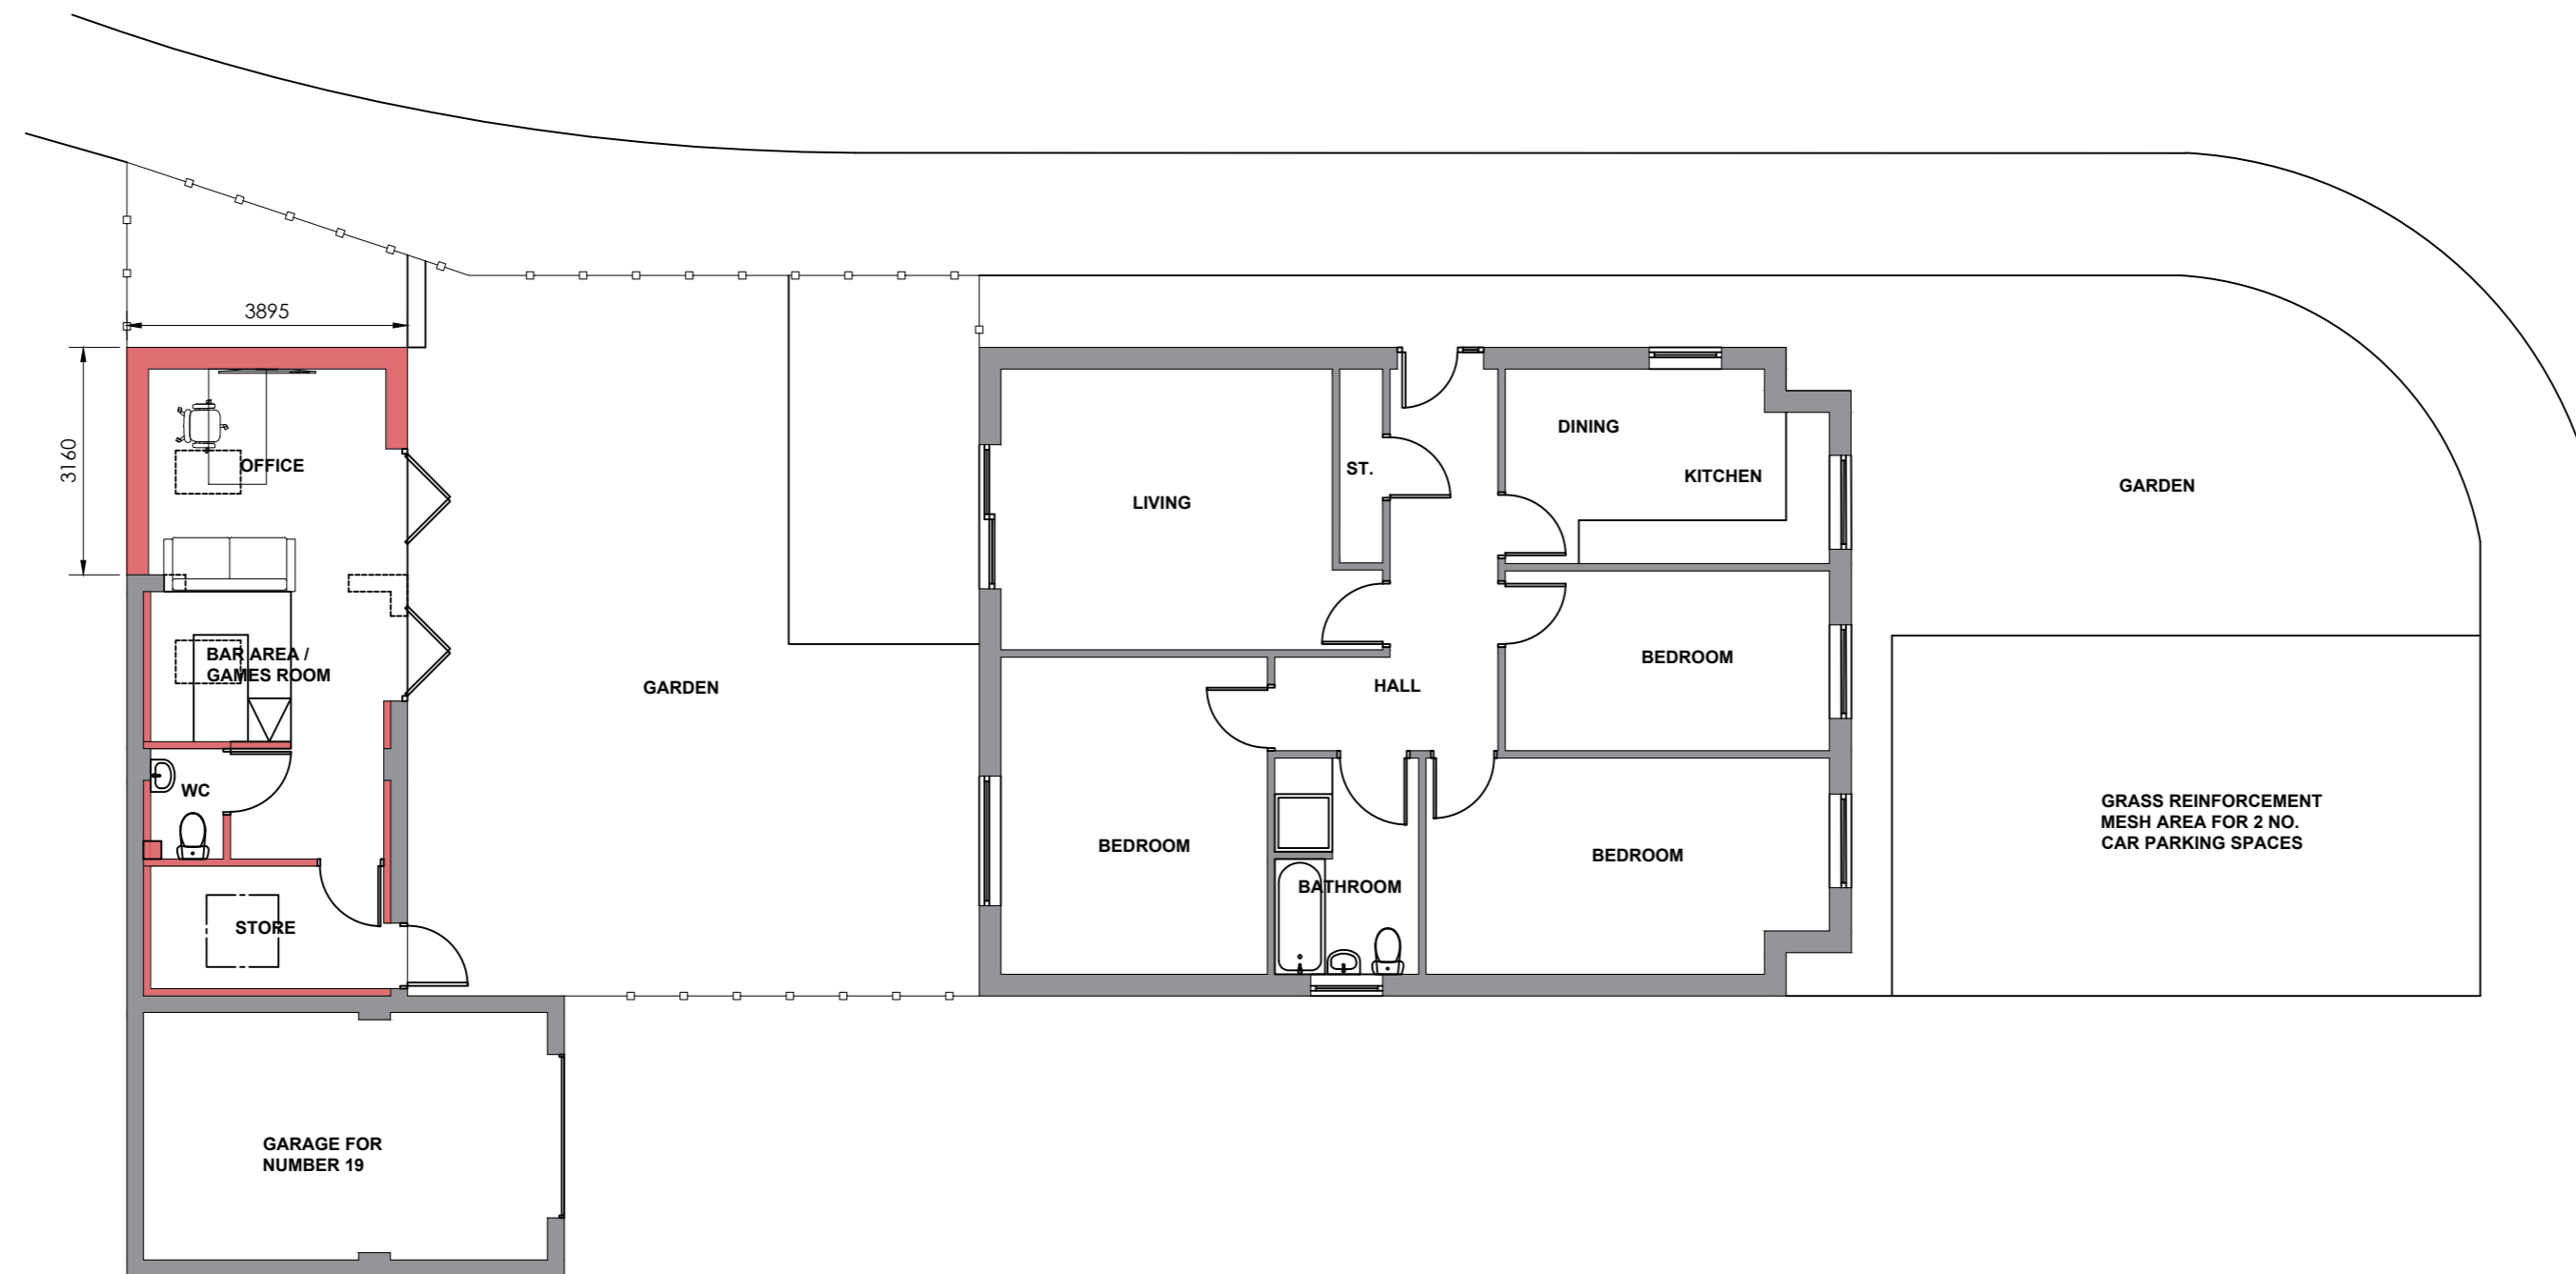 3895
3160
OFFICE
BAR AREA /
GAMES ROOM
WC
STORE
GARAGE FOR
NUMBER 19
GARDEN
LIVING
ST.
DINING
KITCHEN
BEDROOM
HALL
BEDROOM
BATHROOM
BEDROOM
GARDEN
GRASS REINFORCEMENT
MESH AREA FOR 2 NO.
CAR PARKING SPACES